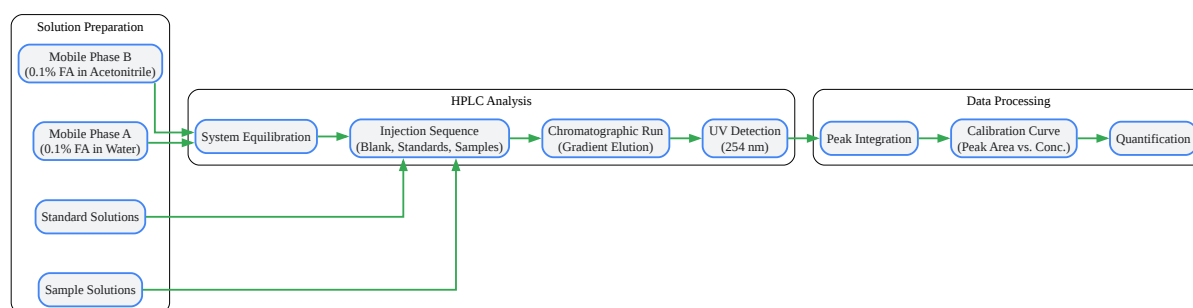 Solution Preparation
Mobile Phase B
(0.1% FA in Acetonitrile)
Mobile Phase A
(0.1% FA in Water)
Standard Solutions
Sample Solutions
HPLC Analysis
System Equilibration
Injection Sequence
(Blank, Standards, Samples)
Chromatographic Run
(Gradient Elution)
UV Detection
(254 nm)
Data Processing
Peak Integration
Calibration Curve
(Peak Area vs. Conc.)
Quantification